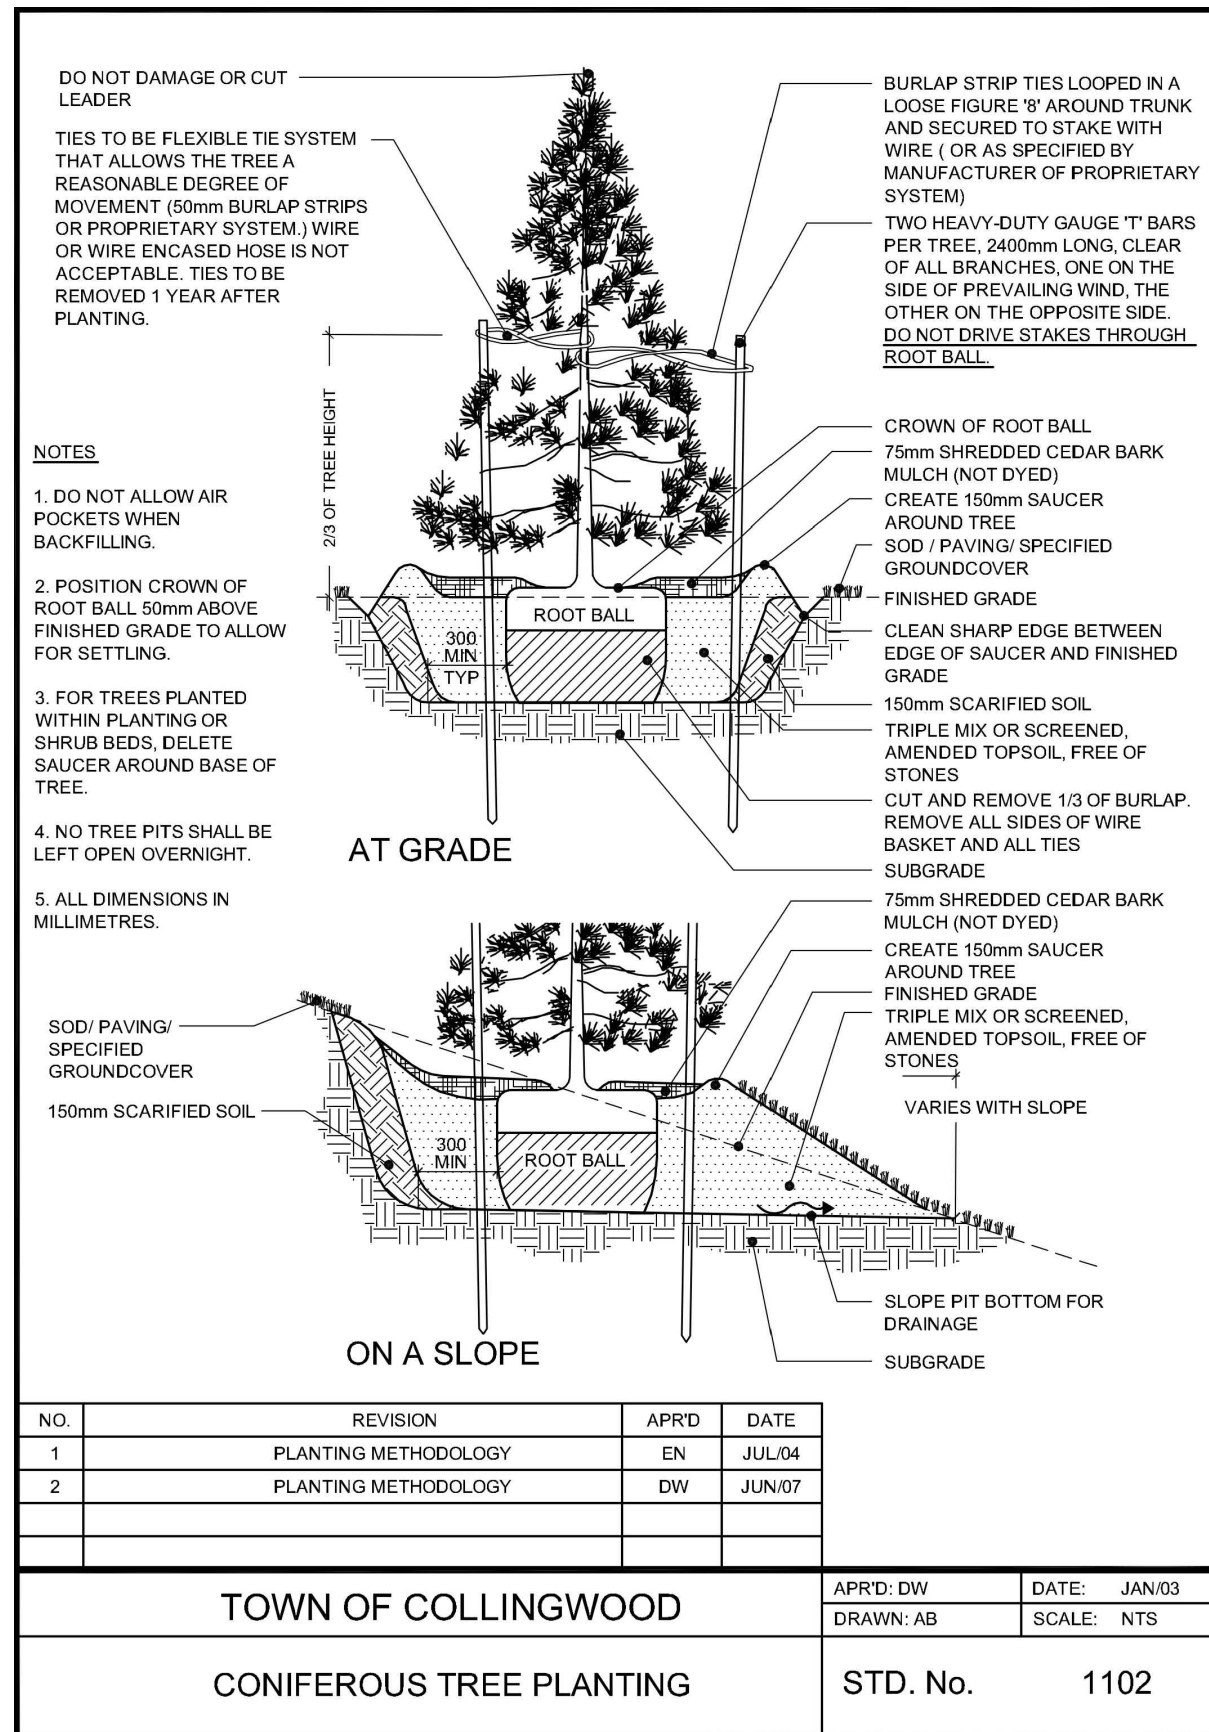 DO NOT DAMAGE OR CUT
LEADER
TIES TO BE FLEXIBLE TIE SYSTEM
THAT ALLOWS THE TREE A
REASONABLE DEGREE OF
MOVEMENT (50mm BURLAP STRIPS
OR PROPRIETARY SYSTEM.) WIRE
OR WIRE ENCASED HOSE IS NOT
ACCEPTABLE. TIES TO BE
REMOVED 1 YEAR AFTER
PLANTING.
BURLAP STRIP TIES LOOPED IN A
LOOSE FIGURE '8' AROUND TRUNK
AND SECURED TO STAKE WITH
WIRE ( OR AS SPECIFIED BY
MANUFACTURER OF PROPRIETARY
SYSTEM)
TWO HEAVY-DUTY GAUGE 'T' BARS
PER TREE, 2400mm LONG, CLEAR
OF ALL BRANCHES, ONE ON THE
SIDE OF PREVAILING WIND, THE
OTHER ON THE OPPOSITE SIDE.
DO NOT DRIVE STAKES THROUGH
ROOT BALL.
2/3 OF TREE HEIGHT
NOTES
1. DO NOT ALLOW AIR
POCKETS WHEN
BACKFILLING.
2. POSITION CROWN OF
ROOT BALL 50mm ABOVE
FINISHED GRADE TO ALLOW
FOR SETTLING.
3. FOR TREES PLANTED
WITHIN PLANTING OR
SHRUB BEDS, DELETE
SAUCER AROUND BASE OF
TREE.
4. NO TREE PITS SHALL BE
LEFT OPEN OVERNIGHT.
5. ALL DIMENSIONS IN
MILLIMETRES.
CROWN OF ROOT BALL
75mm SHREDDED CEDAR BARK
MULCH (NOT DYED)
CREATE 150mm SAUCER
AROUND TREE
SOD / PAVING/ SPECIFIED
GROUNDCOVER
FINISHED GRADE
CLEAN SHARP EDGE BETWEEN
EDGE OF SAUCER AND FINISHED
GRADE
150mm SCARIFIED SOIL
TRIPLE MIX OR SCREENED,
AMENDED TOPSOIL, FREE OF
STONES
CUT AND REMOVE 1/3 OF BURLAP.
REMOVE ALL SIDES OF WIRE
BASKET AND ALL TIES
SUBGRADE
ROOT BALL
300
MIN
TYP
AT GRADE
75mm SHREDDED CEDAR BARK
MULCH (NOT DYED)
CREATE 150mm SAUCER
AROUND TREE
FINISHED GRADE
TRIPLE MIX OR SCREENED,
AMENDED TOPSOIL, FREE OF
STONES
VARIES WITH SLOPE
SOD/ PAVING/
SPECIFIED
GROUNDCOVER
150mm SCARIFIED SOIL
300
MIN
ROOT BALL
SLOPE PIT BOTTOM FOR
DRAINAGE
SUBGRADE
ON A SLOPE
NO. REVISION APR'D DATE
1 PLANTING METHODOLOGY EN JUL/04
2 PLANTING METHODOLOGY DW JUN/07
TOWN OF COLLINGWOOD
APR'D: DW DATE: JAN/03
DRAWN: AB SCALE: NTS
CONIFEROUS TREE PLANTING
STD. No. 1102